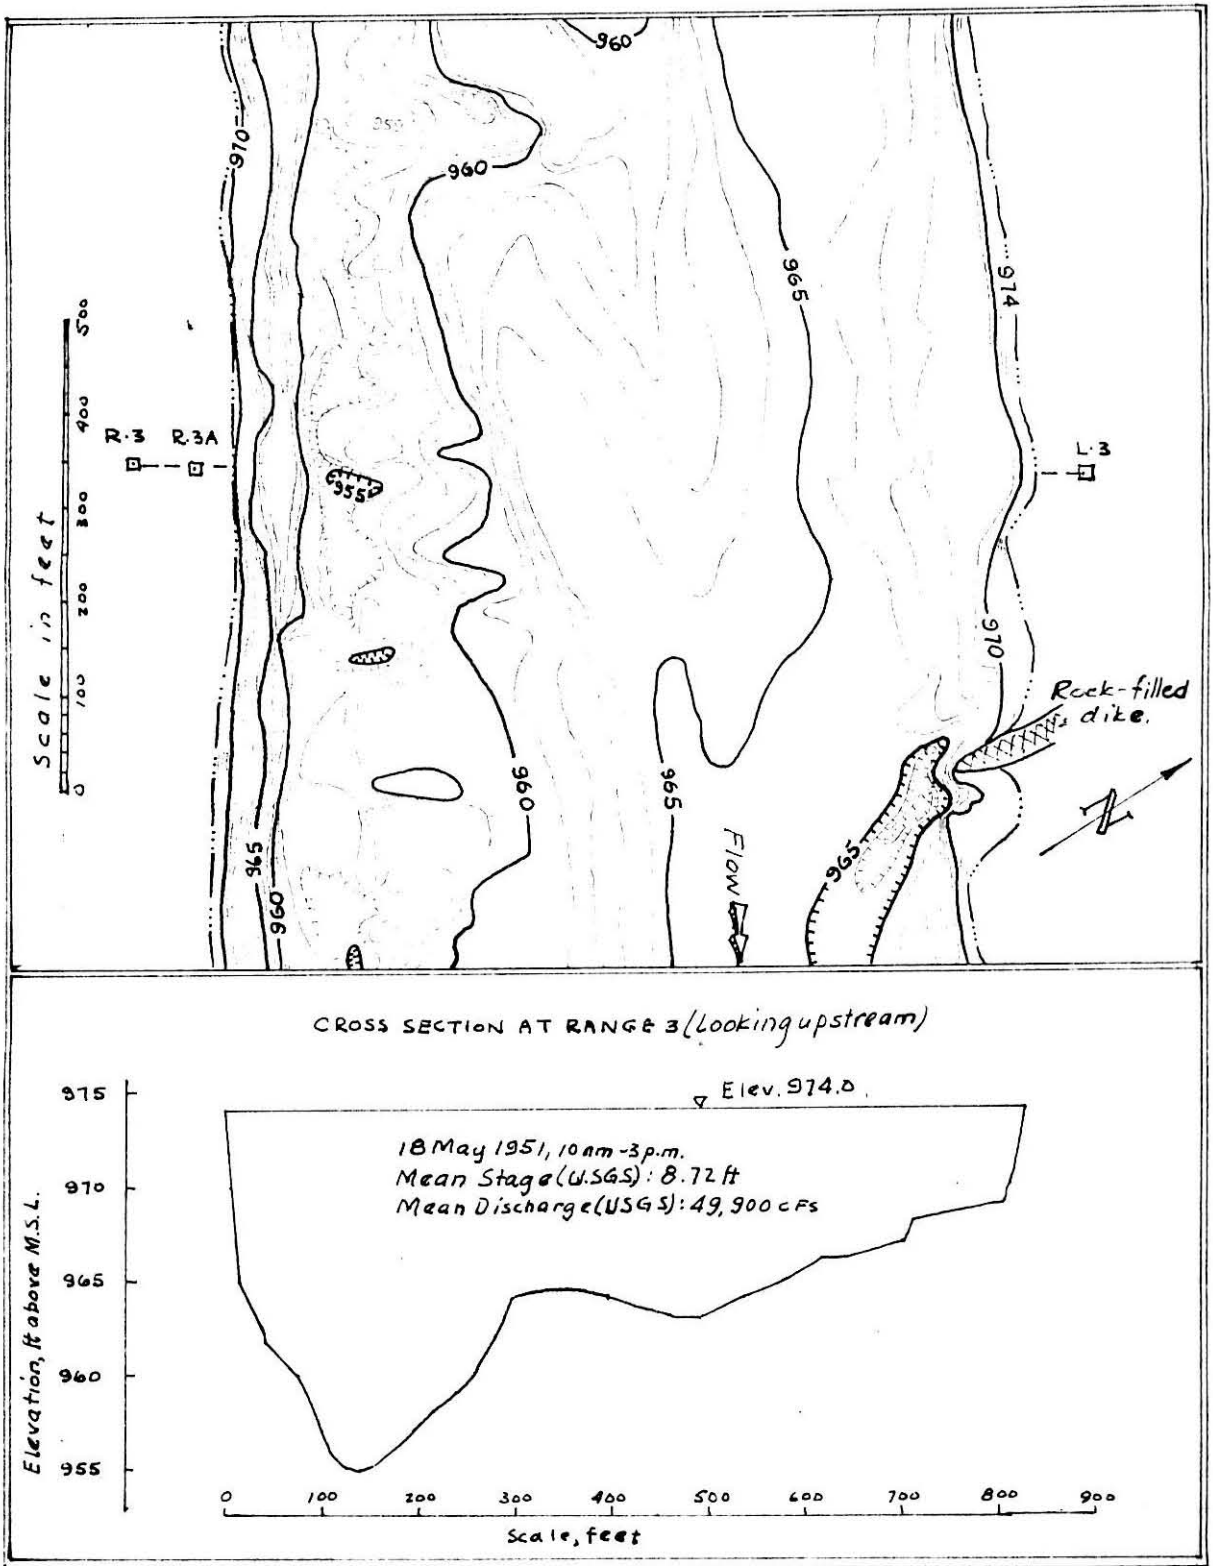 960
970
959
960
965
974
500
400
300
200
100
0
Scale in feet
R.3 R.3A
L.3
955
970
Rock-filled
dike.
960
965
965
965
960
Flow
N
CROSS SECTION AT RANGE 3 (Looking upstream)
975
970
965
960
955
Elevation, ft above M.S.L.
Elev. 974.0
18 May 1951, 10 am - 3 p.m.
Mean Stage (U.SGS) : 8.72 ft
Mean Discharge (USGS) : 49,900 cFs
0 100 200 300 400 500 600 700 800 900
Scale, feet